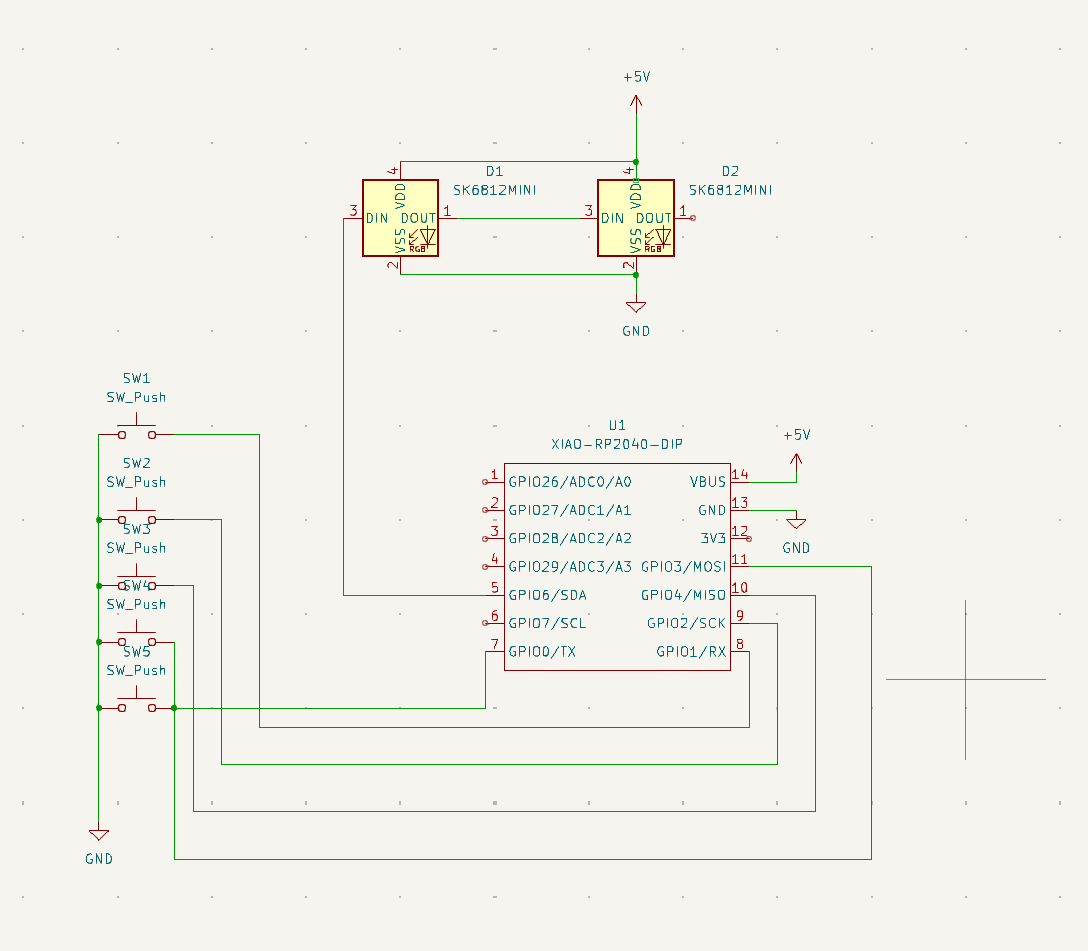 +5V
D1
SK6812MINI
D2
SK6812MINI
4
VDD
3
DIN
DOUT
1
VSS
RGB
2
4
VDD
3
DIN
DOUT
1
VSS
RGB
2
GND
SW1
SW_Push
SW2
SW_Push
SW3
SW_Push
SW4
SW_Push
SW5
SW_Push
GND
U1
XIAO-RP2040-DIP
+5V
1 GPIO26/ADC0/A0 VBUS 14
2 GPIO27/ADC1/A1 GND 13
3 GPIO28/ADC2/A2 3V3 12
4 GPIO29/ADC3/A3 GPIO3/MOSI 11
5 GPIO6/SDA GPIO4/MISO 10
6 GPIO7/SCL GPIO2/SCK 9
7 GPIO0/TX GPIO1/RX 8
GND